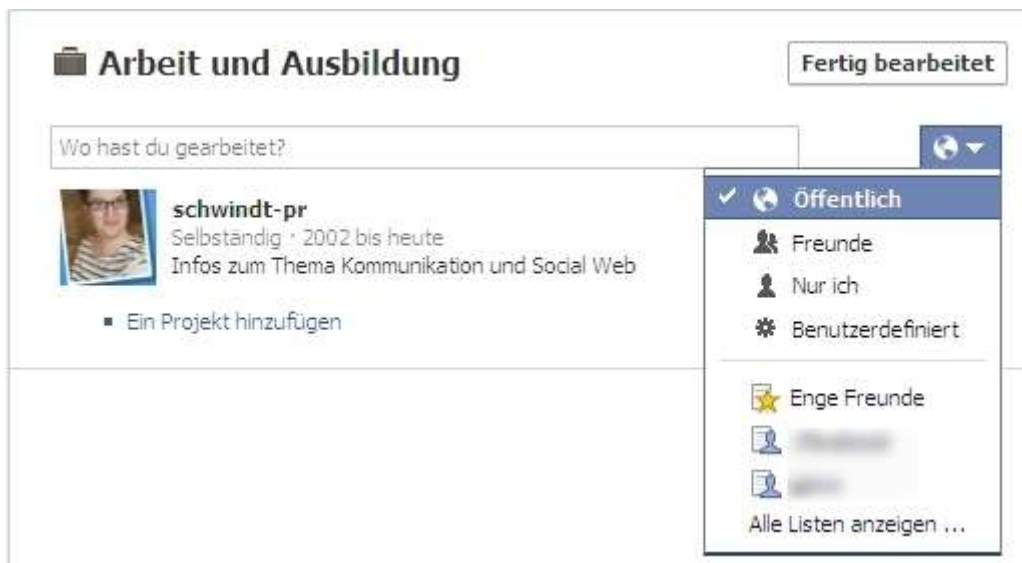 Arbeit und Ausbildung
Fertig bearbeitet
Wo hast du gearbeitet?
schwindt-pr
Selbständig · 2002 bis heute
Infos zum Thema Kommunikation und Social Web
Ein Projekt hinzufügen
Öffentlich
Freunde
Nur ich
Benutzerdefiniert
Enge Freunde
Alle Listen anzeigen ...